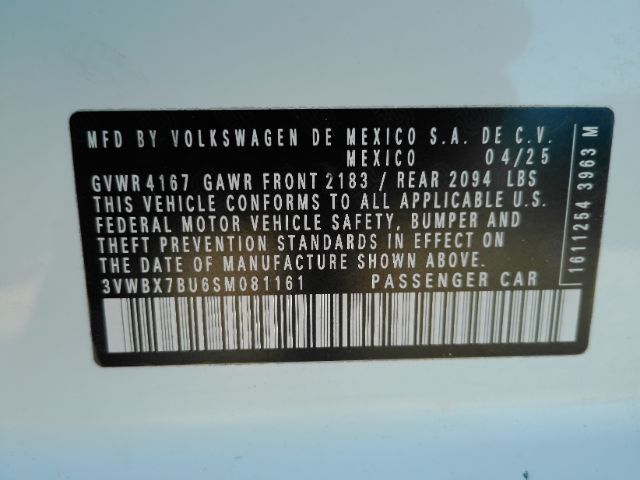 MFD BY VOLKSWAGEN DE MEXICO S.A. DE C.V.
MEXICO 04/25
GVWR 4167 GAWR FRONT 2183 / REAR 2094 LBS
THIS VEHICLE CONFORMS TO ALL APPLICABLE U.S.
FEDERAL MOTOR VEHICLE SAFETY, BUMPER AND
THEFT PREVENTION STANDARDS IN EFFECT ON
THE DATE OF MANUFACTURE SHOWN ABOVE.
3VWBX7BU6SM081161 PASSENGER CAR
1611254 3963 M